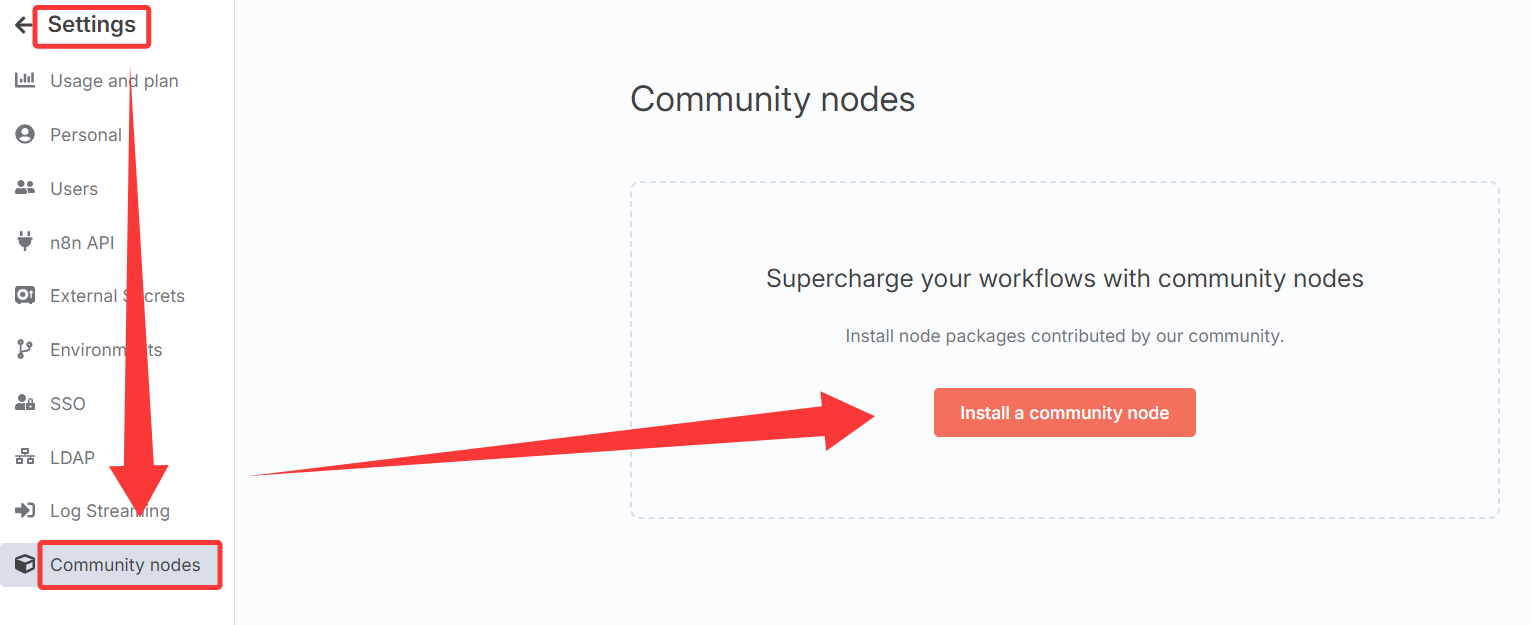 Settings
Usage and plan
Personal
Users
n8n API
External Secrets
Environments
SSO
LDAP
Log Streaming
Community nodes
Community nodes
Supercharge your workflows with community nodes
Install node packages contributed by our community.
Install a community node